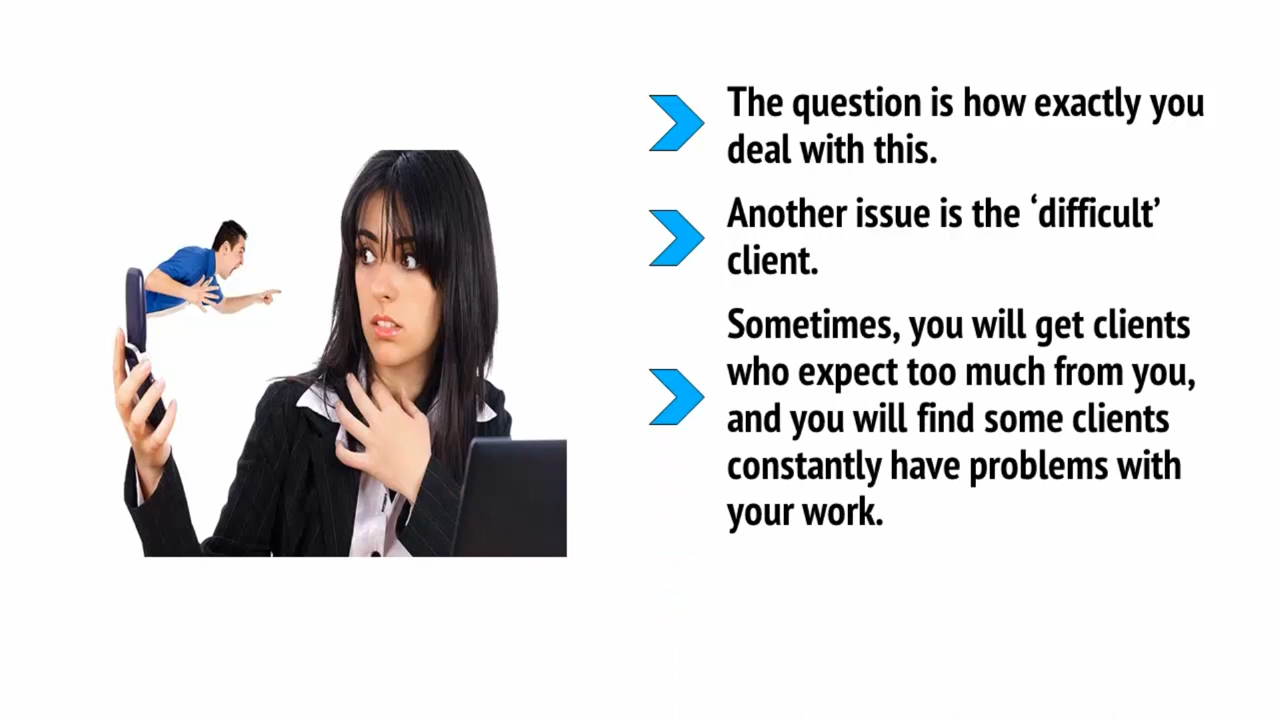 The question is how exactly you
deal with this.
Another issue is the ‘difficult’
client.
Sometimes, you will get clients
who expect too much from you,
and you will find some clients
constantly have problems with
your work.